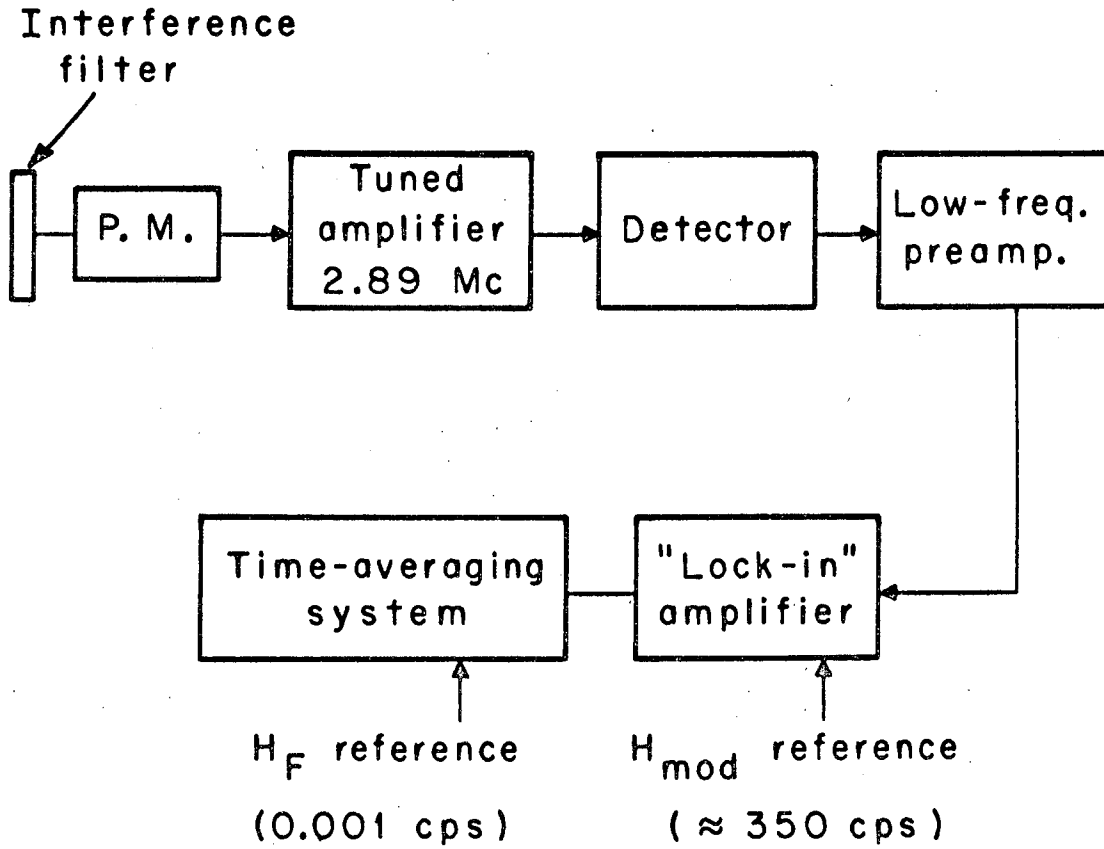 Interference
filter
P. M.
Tuned
amplifier
2.89 Mc
Detector
Low-freq.
preamp.
Time-averaging
system
"Lock-in"
amplifier
H_F reference
(0.001 cps)
H_mod reference
(≈ 350 cps)